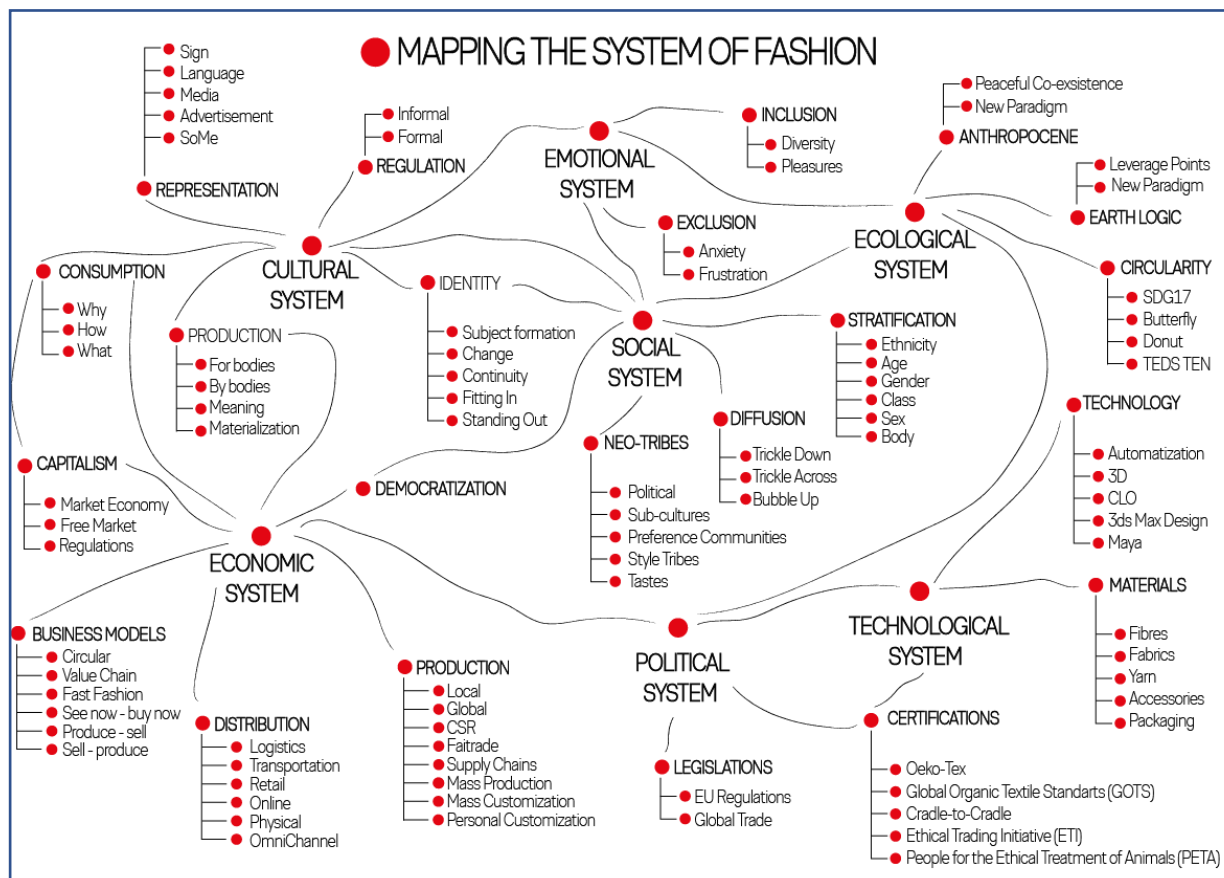 MAPPING THE SYSTEM OF FASHION
Sign
Language
Media
Advertisement
SoMe
REPRESENTATION
Informal
Formal
REGULATION
EMOTIONAL
SYSTEM
INCLUSION
Diversity
Pleasures
EXCLUSION
Anxiety
Frustration
Peaceful Co-exsistence
New Paradigm
ANTHROPOCENE
Leverage Points
New Paradigm
EARTH LOGIC
ECOLOGICAL
SYSTEM
CIRCULARITY
SDG17
Butterfly
Donut
TEDS TEN
CULTURAL
SYSTEM
CONSUMPTION
Why
How
What
PRODUCTION
For bodies
By bodies
Meaning
Materialization
IDENTITY
Subject formation
Change
Continuity
Fitting In
Standing Out
SOCIAL
SYSTEM
STRATIFICATION
Ethnicity
Age
Gender
Class
Sex
Body
NEO-TRIBES
Political
Sub-cultures
Preference Communities
Style Tribes
Tastes
DIFFUSION
Trickle Down
Trickle Across
Bubble Up
TECHNOLOGY
Automatization
3D
CLO
3ds Max Design
Maya
CAPITALISM
Market Economy
Free Market
Regulations
DEMOCRATIZATION
ECONOMIC
SYSTEM
BUSINESS MODELS
Circular
Value Chain
Fast Fashion
See now - buy now
Produce - sell
Sell - produce
DISTRIBUTION
Logistics
Transportation
Retail
Online
Physical
OmniChannel
PRODUCTION
Local
Global
CSR
Faitrade
Supply Chains
Mass Production
Mass Customization
Personal Customization
POLITICAL
SYSTEM
LEGISLATIONS
EU Regulations
Global Trade
TECHNOLOGICAL
SYSTEM
MATERIALS
Fibres
Fabrics
Yarn
Accessories
Packaging
CERTIFICATIONS
Oeko-Tex
Global Organic Textile Standarts (GOTS)
Cradle-to-Cradle
Ethical Trading Initiative (ETI)
People for the Ethical Treatment of Animals (PETA)